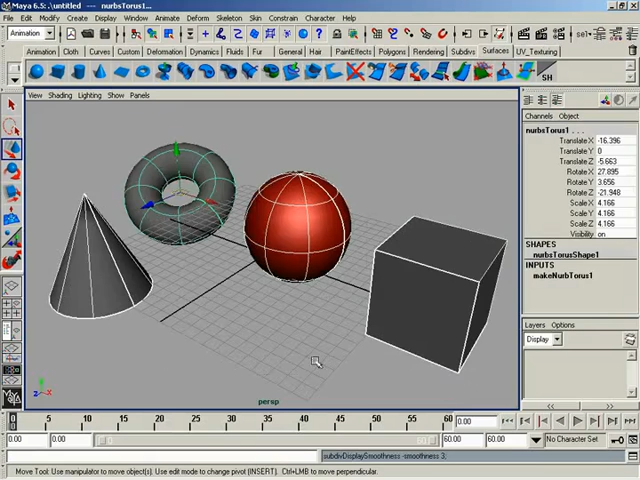 Maya 6.5: .\untitled --- nurbsTorus1...
File Edit Modify Create Display Window Animate Deform Skeleton Skin Constrain Character Help
Animation sel
Animation Curves Surfaces Dynamics Fluids Fur General Hair PaintEffects Polygons Rendering Subdivs Surfaces UV_Texturing
SH
View Shading Lighting Show Panels
Channels Object
nurbsTorus1 . . .
Translate X -16.396
Translate Y 0
Translate Z -5.663
Rotate X 27.895
Rotate Y 3.656
Rotate Z -21.948
Scale X 4.166
Scale Y 4.166
Scale Z 4.166
Visibility on
SHAPES
nurbsTorusShape1
INPUTS
makeNurbTorus1
Layers Options
Display
persp
0 5 10 15 20 25 30 35 40 45 50 55 60 0.00
0.00 0.00 60.00 60.00 No Character Set
subdivDisplaySmoothness -smoothness 3;
Move Tool: Use manipulator to move object(s). Use edit mode to change pivot (INSERT). Ctrl+LMB to move perpendicular.